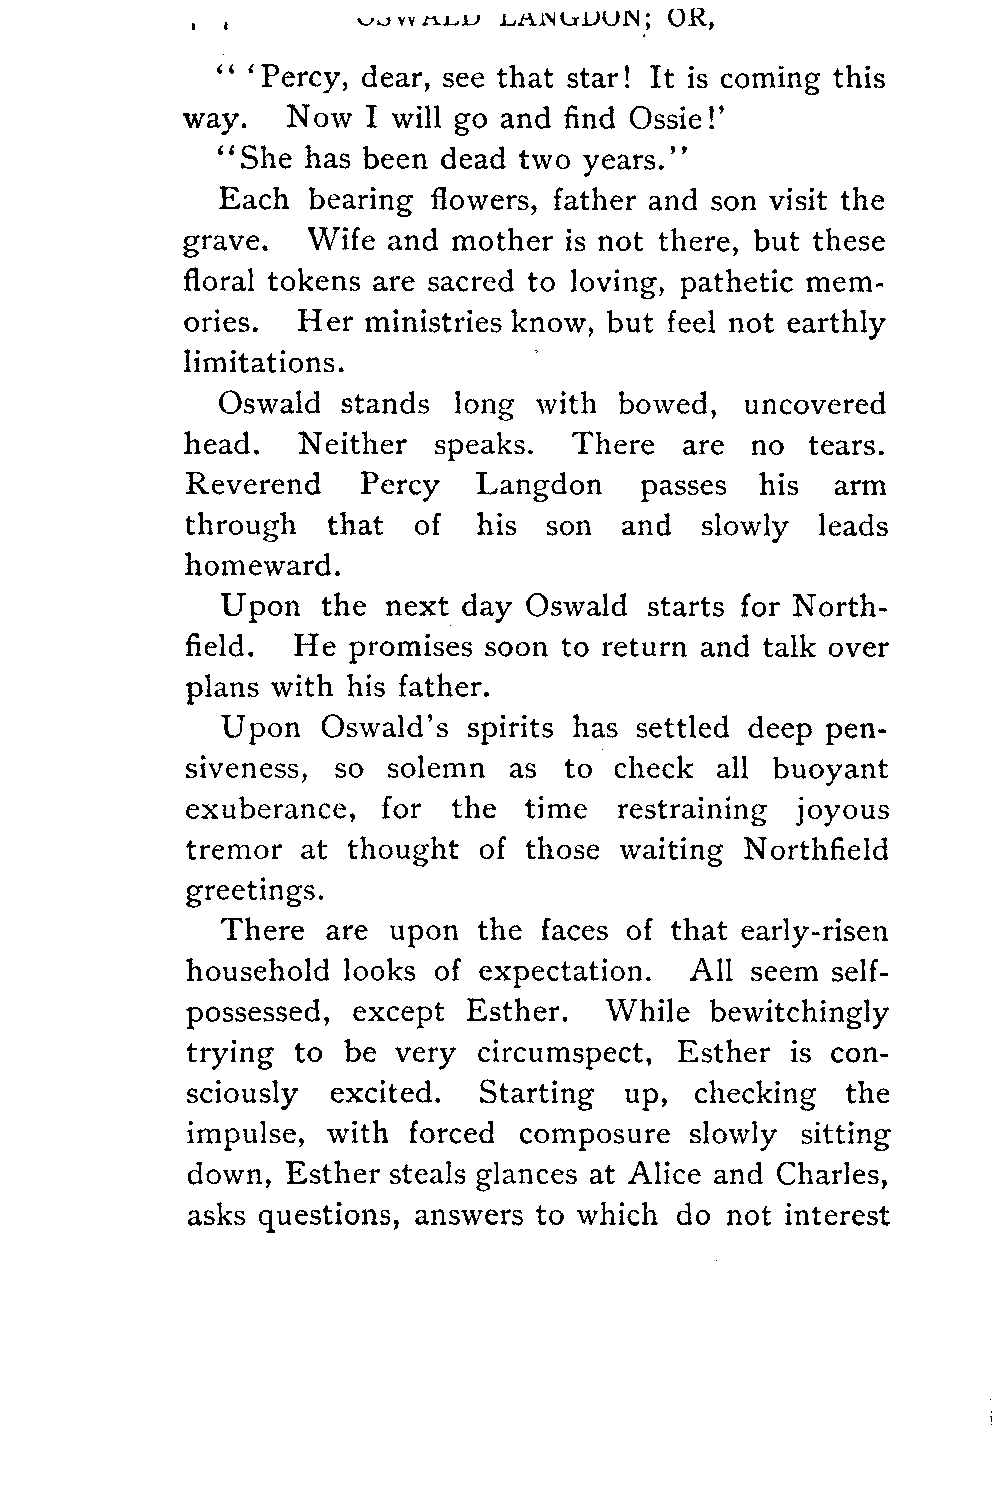 OSWALD LANGDON; OR,
“ ‘Percy, dear, see that star! It is coming this
way. Now I will go and find Ossie!’
“She has been dead two years.”
Each bearing flowers, father and son visit the
grave. Wife and mother is not there, but these
floral tokens are sacred to loving, pathetic mem-
ories. Her ministries know, but feel not earthly
limitations.
Oswald stands long with bowed, uncovered
head. Neither speaks. There are no tears.
Reverend Percy Langdon passes his arm
through that of his son and slowly leads
homeward.
Upon the next day Oswald starts for North-
field. He promises soon to return and talk over
plans with his father.
Upon Oswald’s spirits has settled deep pen-
siveness, so solemn as to check all buoyant
exuberance, for the time restraining joyous
tremor at thought of those waiting Northfield
greetings.
There are upon the faces of that early-risen
household looks of expectation. All seem self-
possessed, except Esther. While bewitchingly
trying to be very circumspect, Esther is con-
sciously excited. Starting up, checking the
impulse, with forced composure slowly sitting
down, Esther steals glances at Alice and Charles,
asks questions, answers to which do not interest